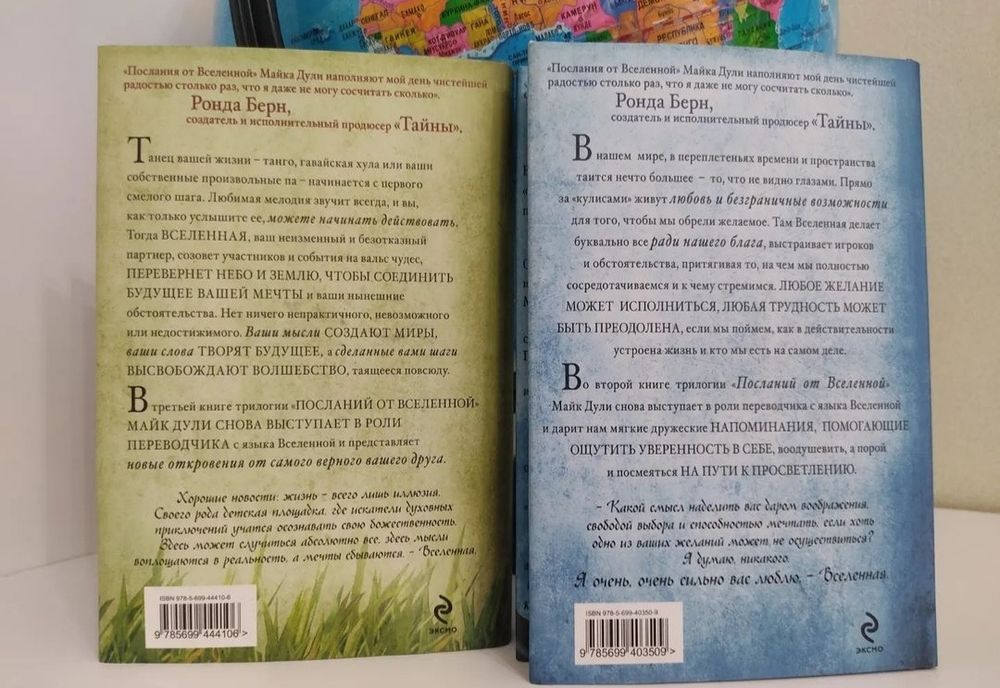 СЕНЕГАЛ
БАМАКО
БУРКИНА-ФАСО
ГАНА
КАМЕРУН
РЕСПУБЛИКА
«Послания от Вселенной» Майка Дули наполняют мой день чистейшей
радостью столько раз, что я даже не могу сосчитать сколько».
Ронда Берн,
создатель и исполнительный продюсер «Тайны».
Танец вашей жизни – танго, гавайская хула или ваши
собственные произвольные па – начинается с первого
смелого шага. Любимая мелодия звучит всегда, и вы,
как только услышите ее, можете начинать действовать.
Тогда ВСЕЛЕННАЯ, ваш неизменный и безотказный
партнер, созовет участников и события на вальс чудес,
ПЕРЕВЕРНЕТ НЕБО И ЗЕМЛЮ, ЧТОБЫ СОЕДИНИТЬ
БУДУЩЕЕ ВАШЕЙ МЕЧТЫ и ваши нынешние
обстоятельства. Нет ничего непрактичного, невозможного
или недостижимого. Ваши мысли СОЗДАЮТ МИРЫ,
ваши слова ТВОРЯТ БУДУЩЕЕ, а сделанные вами шаги
ВЫСВОБОЖДАЮТ ВОЛШЕБСТВО, таящееся повсюду.
В третьей книге трилогии «ПОСЛАНИЙ ОТ ВСЕЛЕННОЙ»
МАЙК ДУЛИ СНОВА ВЫСТУПАЕТ В РОЛИ
ПЕРЕВОДЧИКА с языка Вселенной и представляет
новые откровения от самого верного вашего друга.
Хорошие новости: жизнь – всего лишь иллюзия.
Своего рода детская площадка, где искатели духовных
приключений учатся осознавать свою божественность.
Здесь может случиться абсолютно все, здесь мысли
воплощаются в реальность, а мечты сбываются. – Вселенная.
ISBN 978-5-699-44410-6
9 785699 444106 >
ЭКСМО
«Послания от Вселенной» Майка Дули наполняют мой день чистейшей
радостью столько раз, что я даже не могу сосчитать сколько».
Ронда Берн,
создатель и исполнительный продюсер «Тайны».
В нашем мире, в переплетеньях времени и пространства
таится нечто большее – то, что не видно глазами. Прямо
за «кулисами» живут любовь и безграничные возможности
для того, чтобы мы обрели желаемое. Там Вселенная делает
буквально все ради нашего блага, выстраивает игроков
и обстоятельства, притягивая то, на чем мы полностью
сосредотачиваемся и к чему стремимся. ЛЮБОЕ ЖЕЛАНИЕ
МОЖЕТ ИСПОЛНИТЬСЯ, ЛЮБАЯ ТРУДНОСТЬ МОЖЕТ
БЫТЬ ПРЕОДОЛЕНА, если мы поймем, как в действительности
устроена жизнь и кто мы есть на самом деле.
Во второй книге трилогии «Посланий от Вселенной»
Майк Дули снова выступает в роли переводчика с языка Вселенной
и дарит нам мягкие дружеские НАПОМИНАНИЯ, ПОМОГАЮЩИЕ
ОЩУТИТЬ УВЕРЕННОСТЬ В СЕБЕ, воодушевить, а порой
и посмеяться НА ПУТИ К ПРОСВЕТЛЕНИЮ.
– Какой смысл наделить вас даром воображения,
свободой выбора и способностью мечтать, если хоть
одно из ваших желаний может не осуществиться?
Я думаю, никакого.
Я очень, очень сильно вас люблю, – Вселенная.
ISBN 978-5-699-40350-9
9 785699 403509 >
ЭКСМО